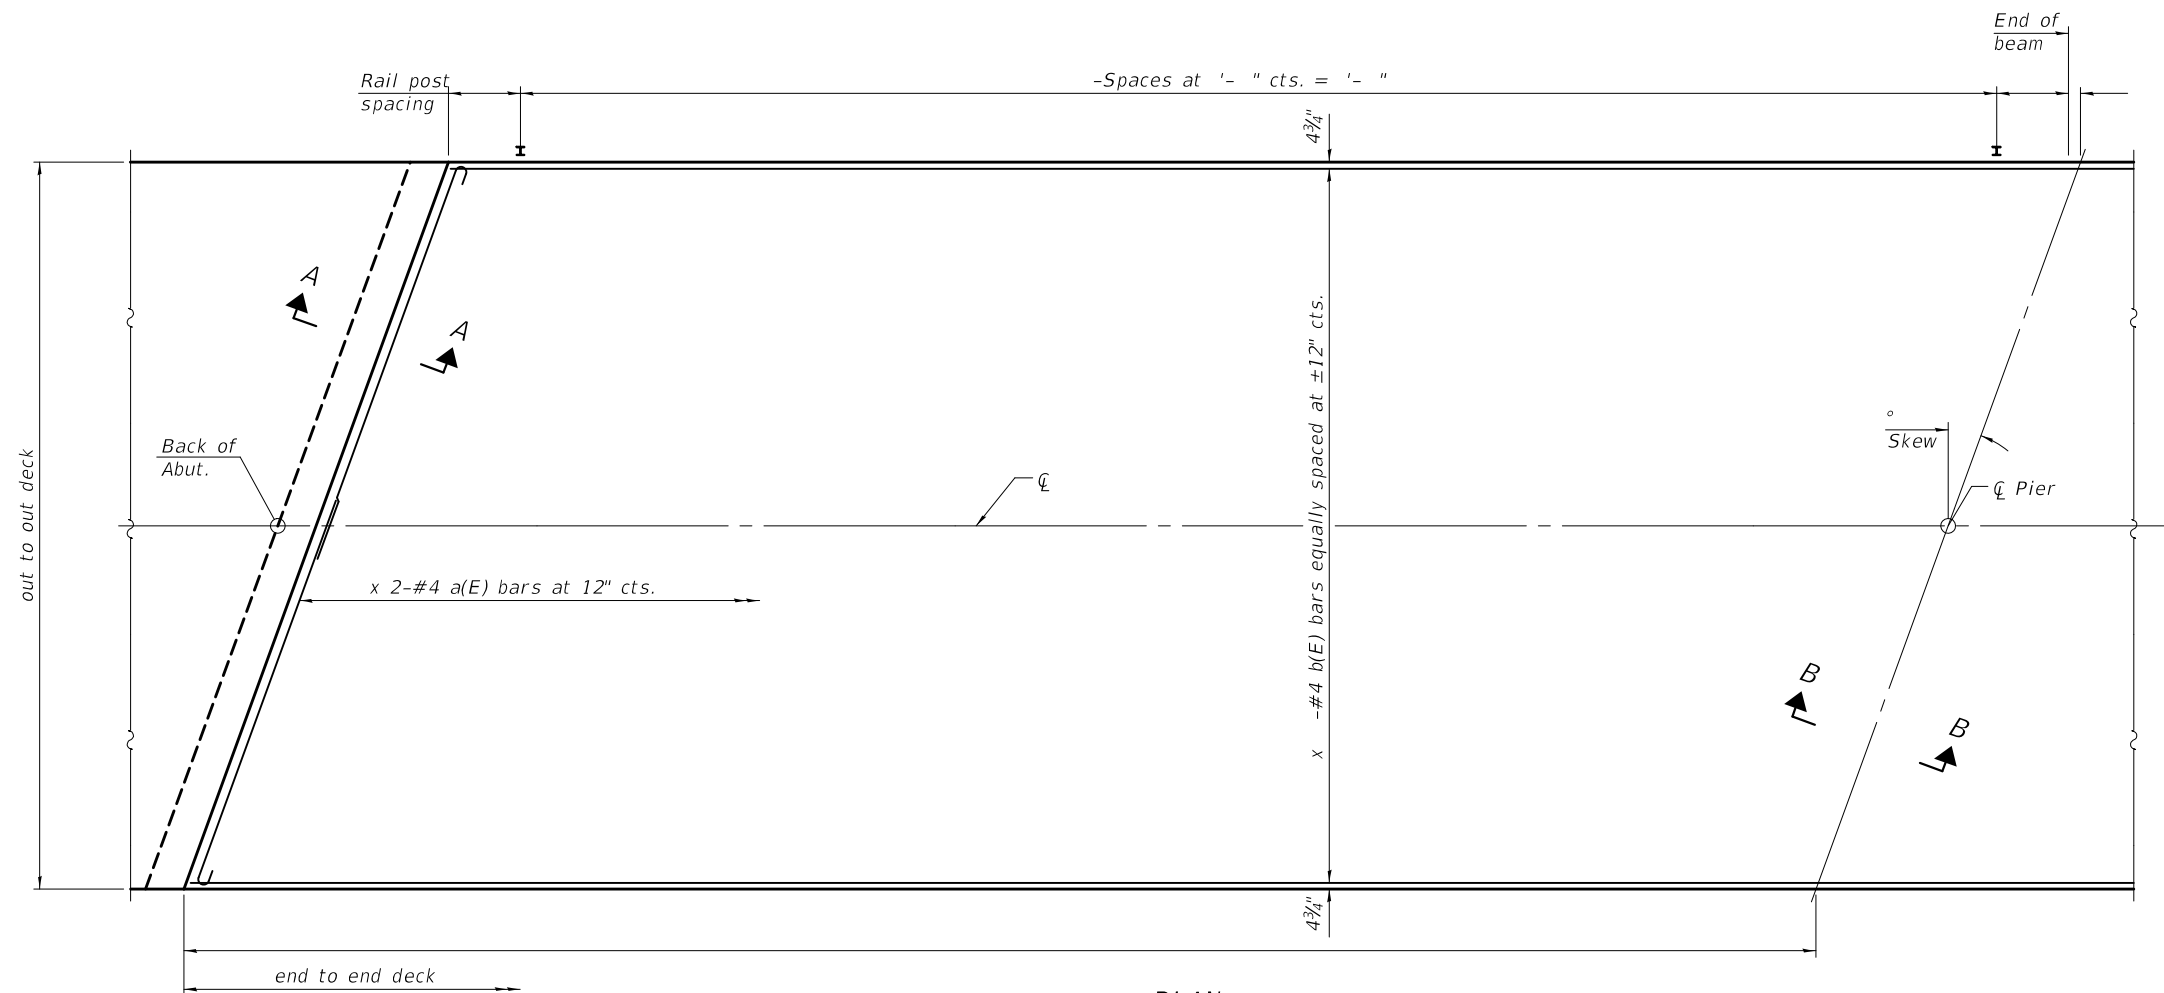 End of
beam
Rail post
spacing
-Spaces at '- " cts. = '- "
4¾"
A
A
Back of
Abut.
out to out deck
℄
x -#4 b(E) bars equally spaced at ±12" cts.
°
Skew
℄ Pier
x 2-#4 a(E) bars at 12" cts.
B
B
4¾"
end to end deck
PLAN